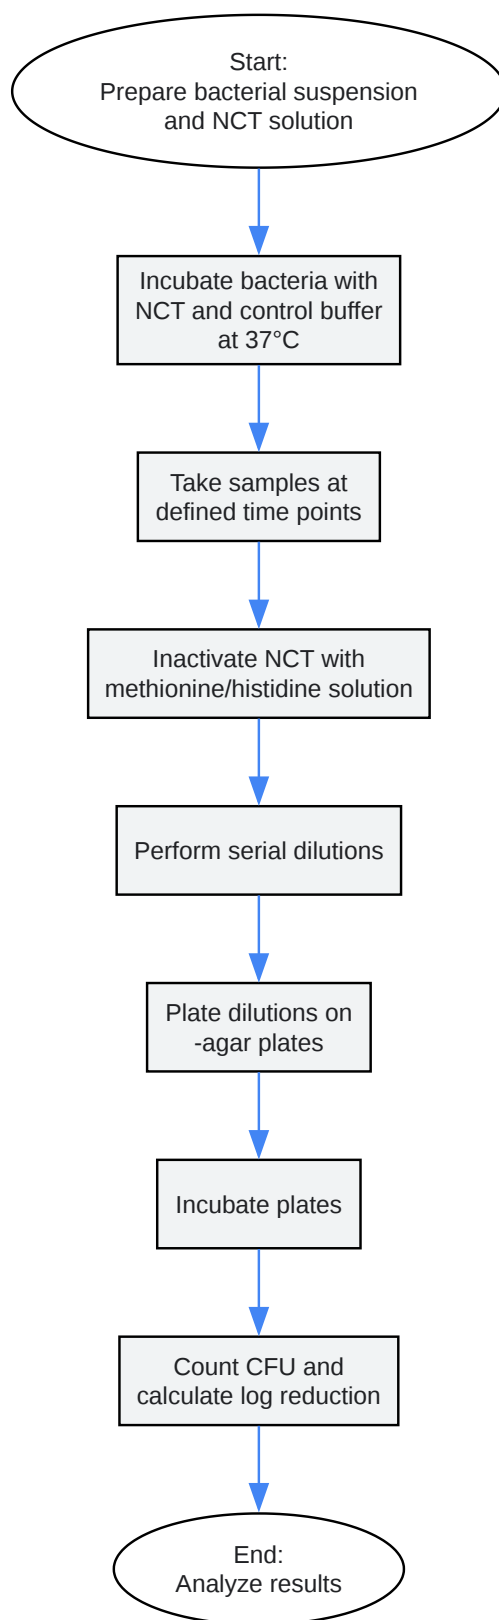 Start:
Prepare bacterial suspension
and NCT solution
Incubate bacteria with
NCT and control buffer
at 37°C
Take samples at
defined time points
Inactivate NCT with
methionine/histidine solution
Perform serial dilutions
Plate dilutions on
-agar plates
Incubate plates
Count CFU and
calculate log reduction
End:
Analyze results